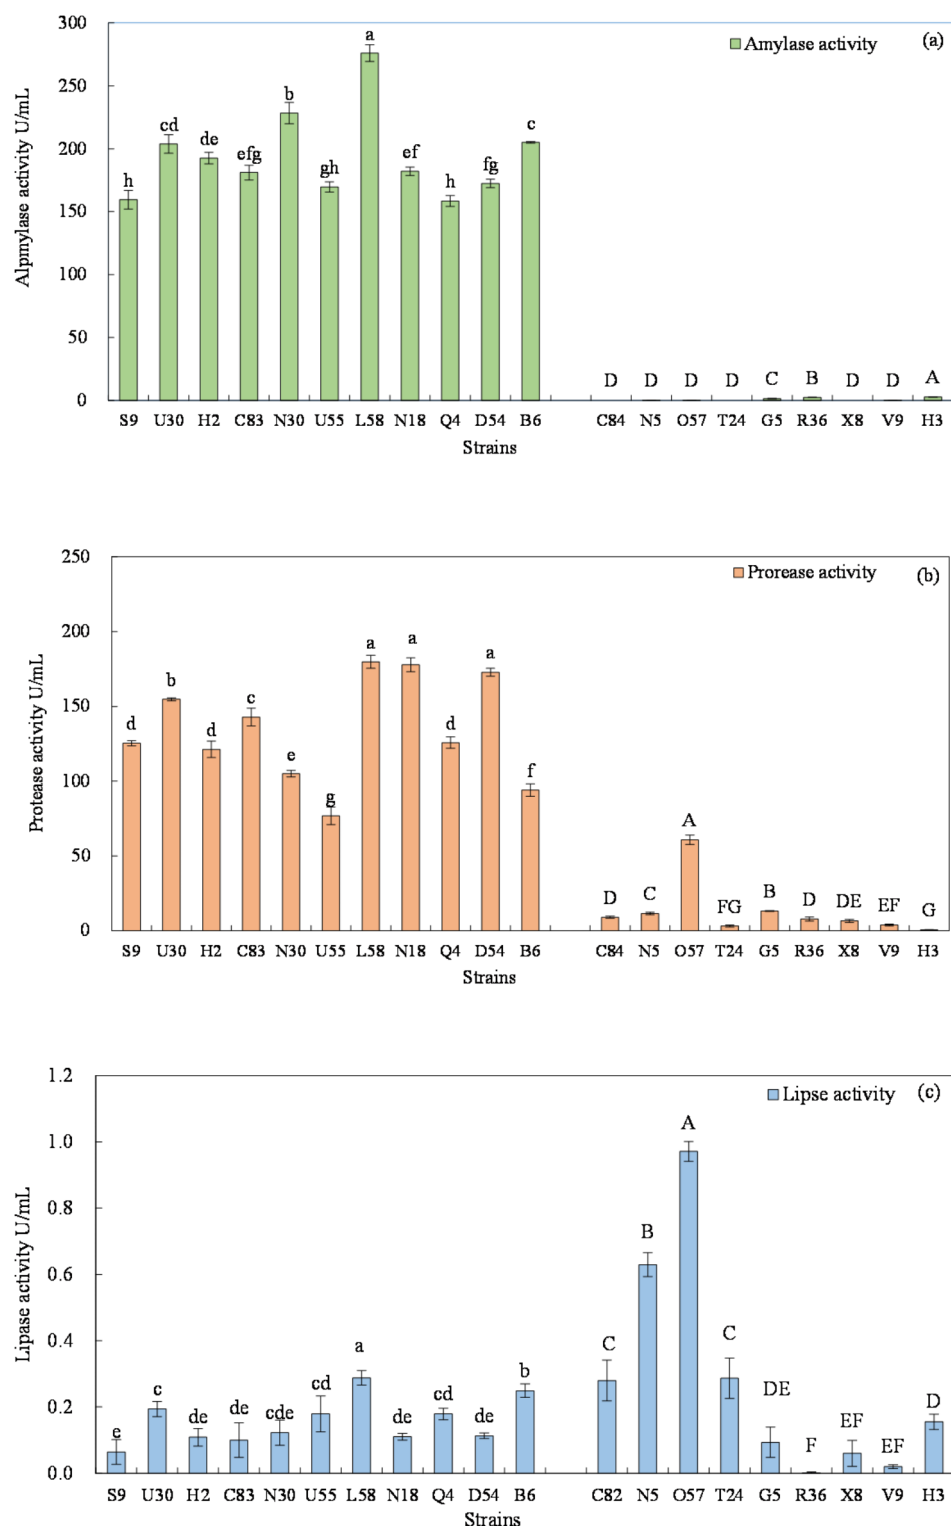 300
250
200
150
100
50
0
Alpmylase activity U/mL
Amylase activity
(a)
h cd de efg b gh a ef h fg c D D D D C B D D A
S9 U30 H2 C83 N30 U55 L58 N18 Q4 D54 B6 C84 N5 O57 T24 G5 R36 X8 V9 H3
Strains
250
200
150
100
50
0
Protease activity U/mL
Prorease activity
(b)
d b d c e g a a d a f D C A FG B D DE EF G
S9 U30 H2 C83 N30 U55 L58 N18 Q4 D54 B6 C84 N5 O57 T24 G5 R36 X8 V9 H3
Strains
1.2
1.0
0.8
0.6
0.4
0.2
0.0
Lipase activity U/mL
Lipse activity
(c)
e c de de cde cd a de cd de b C B A C DE F EF EF D
S9 U30 H2 C83 N30 U55 L58 N18 Q4 D54 B6 C82 N5 O57 T24 G5 R36 X8 V9 H3
Strains